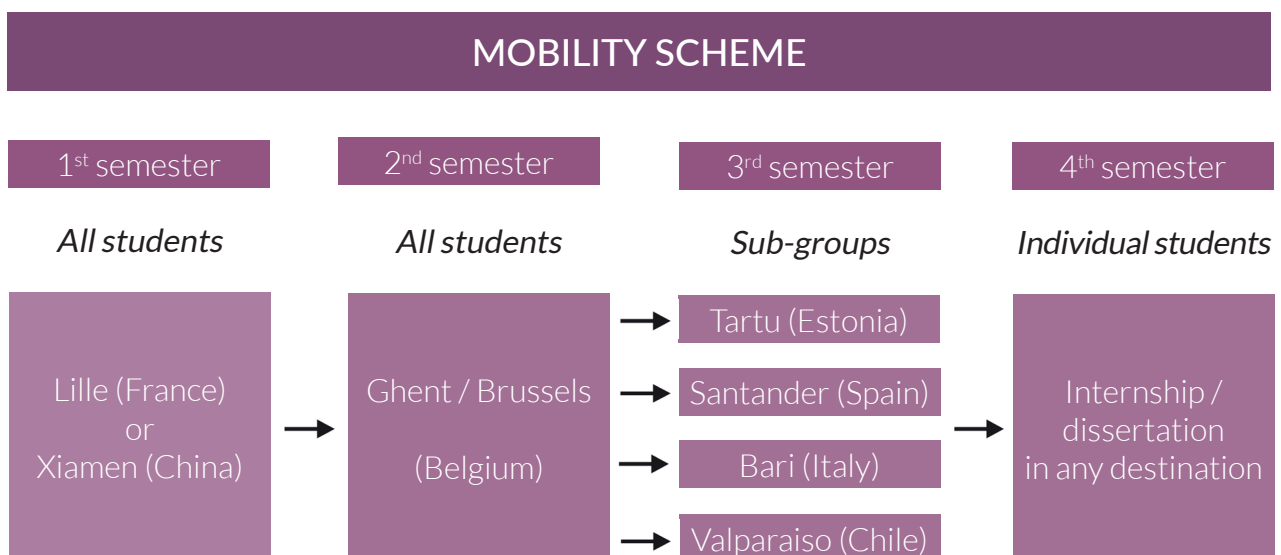 MOBILITY SCHEME
1st semester
2nd semester
3rd semester
4th semester
All students
All students
Sub-groups
Individual students
Lille (France)
or
Xiamen (China)
Ghent / Brussels
(Belgium)
Tartu (Estonia)
Santander (Spain)
Bari (Italy)
Valparaiso (Chile)
Internship /
dissertation
in any destination